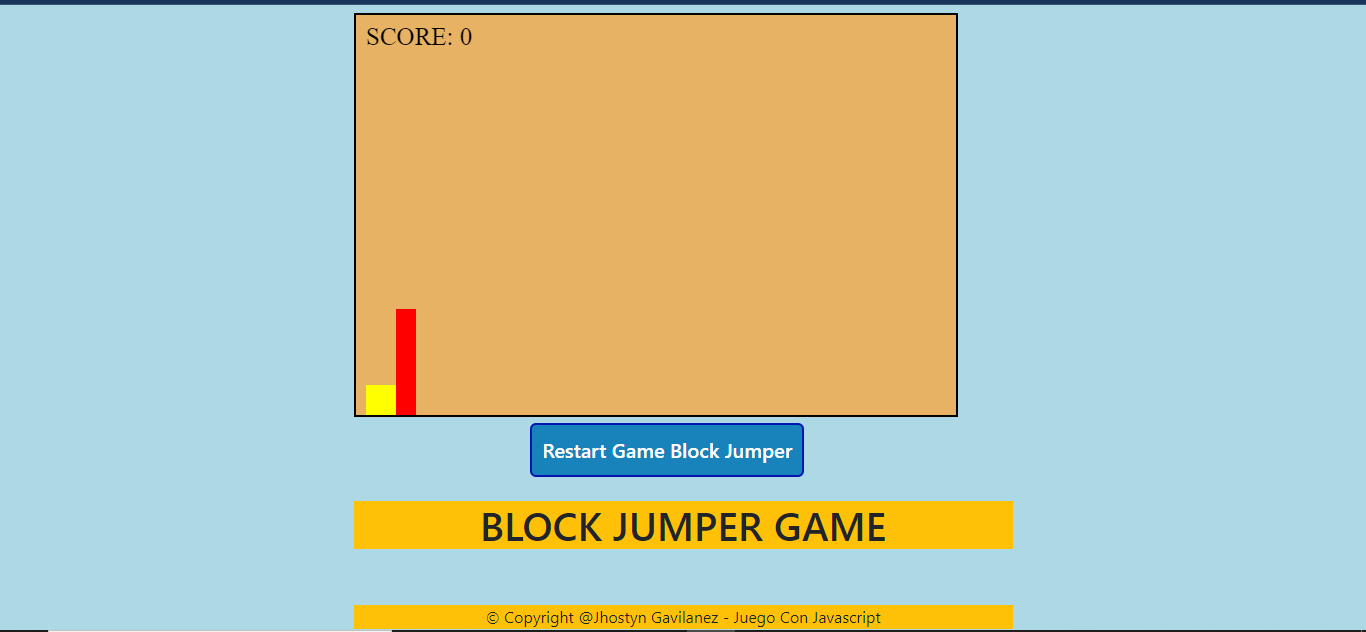 SCORE: 0
Restart Game Block Jumper
BLOCK JUMPER GAME
© Copyright @Jhostyn Gavilanez - Juego Con Javascript